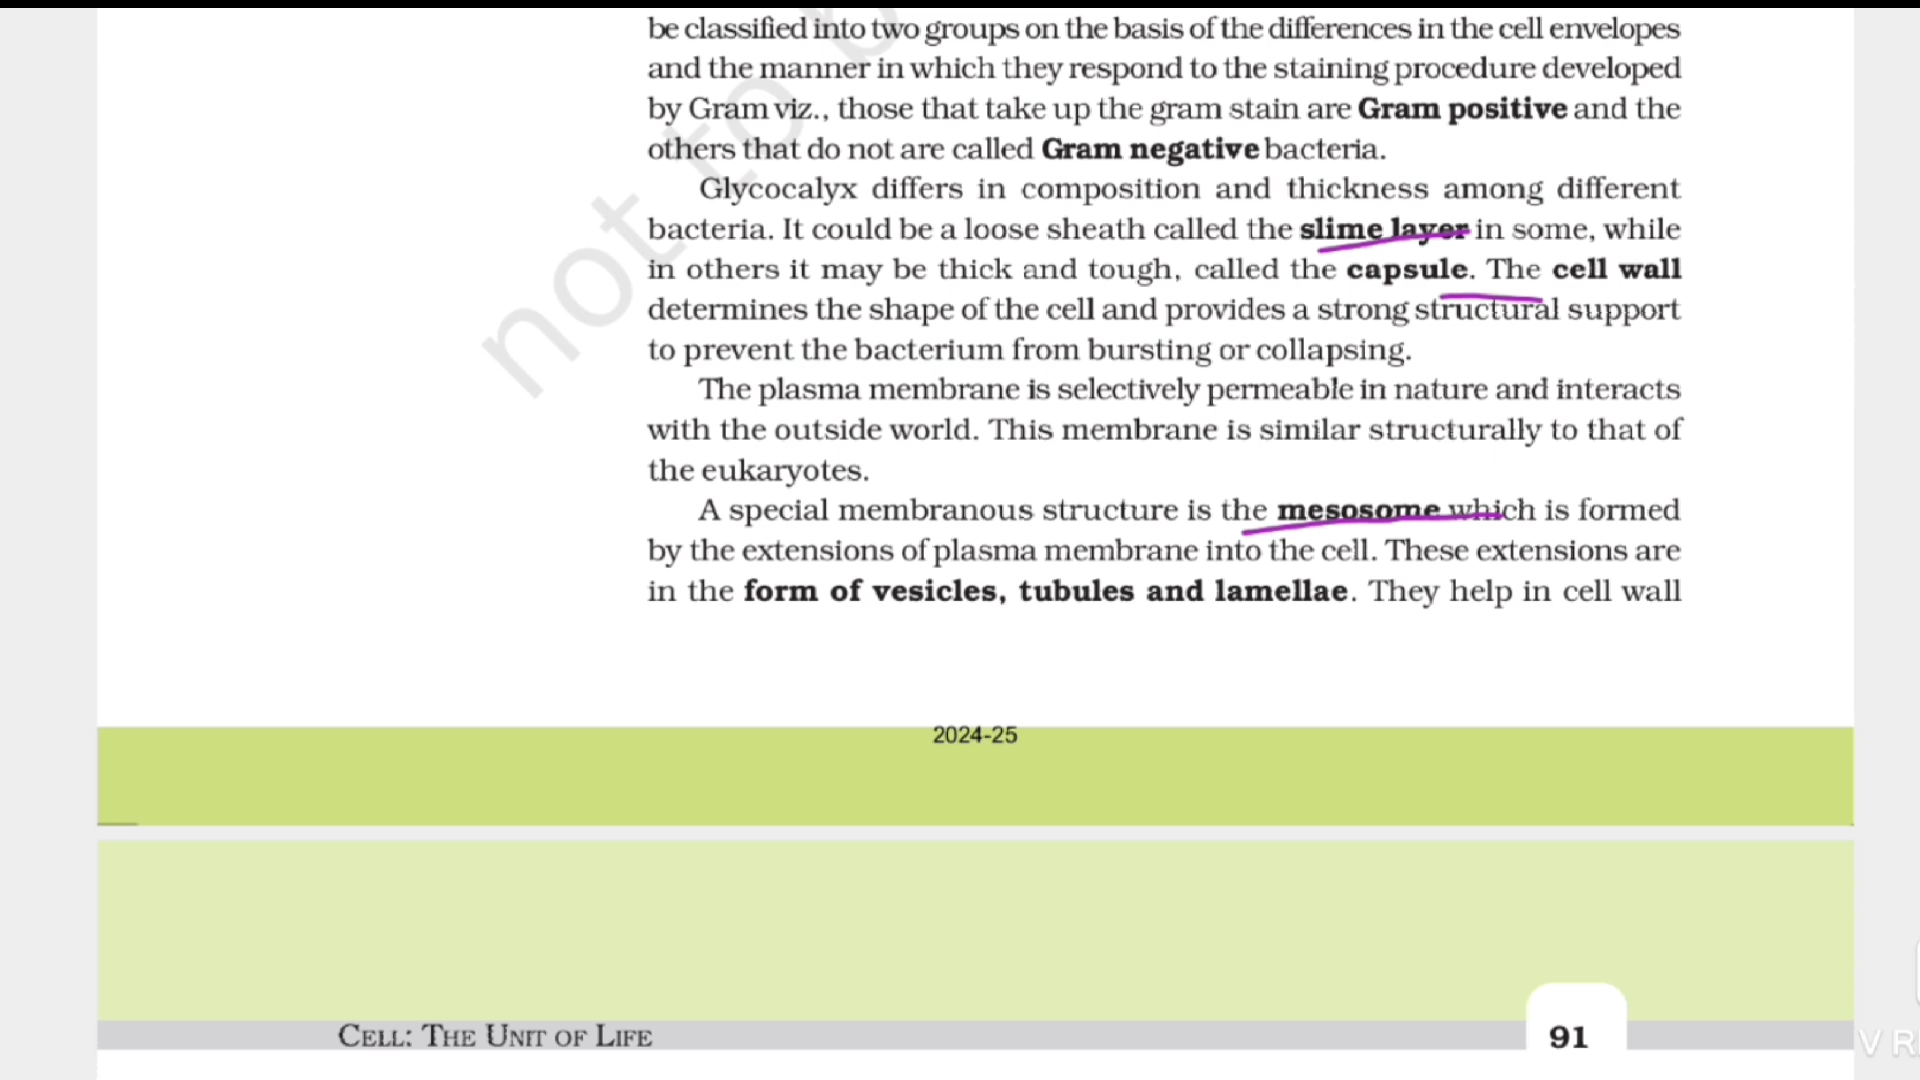 be classified into two groups on the basis of the differences in the cell envelopes
and the manner in which they respond to the staining procedure developed
by Gram viz., those that take up the gram stain are Gram positive and the
others that do not are called Gram negative bacteria.
Glycocalyx differs in composition and thickness among different
bacteria. It could be a loose sheath called the slime layer in some, while
in others it may be thick and tough, called the capsule. The cell wall
determines the shape of the cell and provides a strong structural support
to prevent the bacterium from bursting or collapsing.
The plasma membrane is selectively permeable in nature and interacts
with the outside world. This membrane is similar structurally to that of
the eukaryotes.
A special membranous structure is the mesosome which is formed
by the extensions of plasma membrane into the cell. These extensions are
in the form of vesicles, tubules and lamellae. They help in cell wall
not to
2024-25
CELL: THE UNIT OF LIFE
91